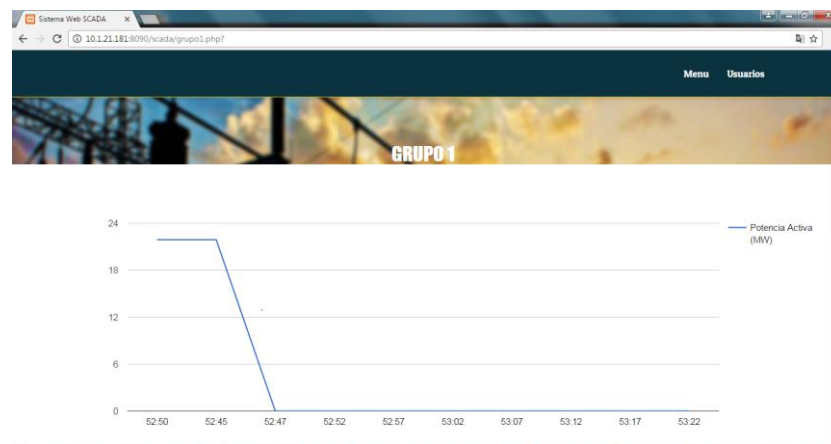 Sistema Web SCADA
10.1.21.181:8090/scada/grupo1.php?
Menu Usuarios
GRUPO 1
24
18
12
6
0
Potencia Activa
(MW)
52:50 52:45 52:47 52:52 52:57 53:02 53:07 53:12 53:17 53:22